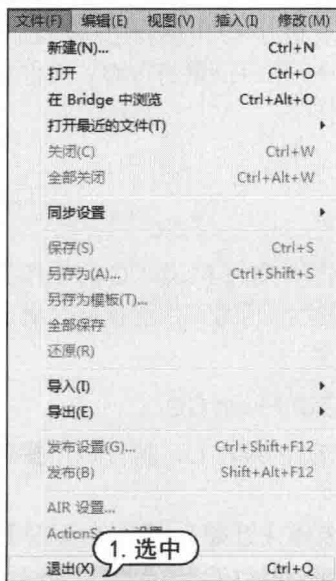 文件(F) 编辑(E) 视图(V) 插入(I) 修改(M)
新建(N)... Ctrl+N
打开 Ctrl+O
在 Bridge 中浏览 Ctrl+Alt+O
打开最近的文件(T)
关闭(C) Ctrl+W
全部关闭 Ctrl+Alt+W
同步设置
保存(S) Ctrl+S
另存为(A)... Ctrl+Shift+S
另存为模板(T)...
全部保存
还原(R)
导入(I)
导出(E)
发布设置(G)... Ctrl+Shift+F12
发布(B) Shift+Alt+F12
AIR 设置...
1. 选中
退出(X) Ctrl+Q